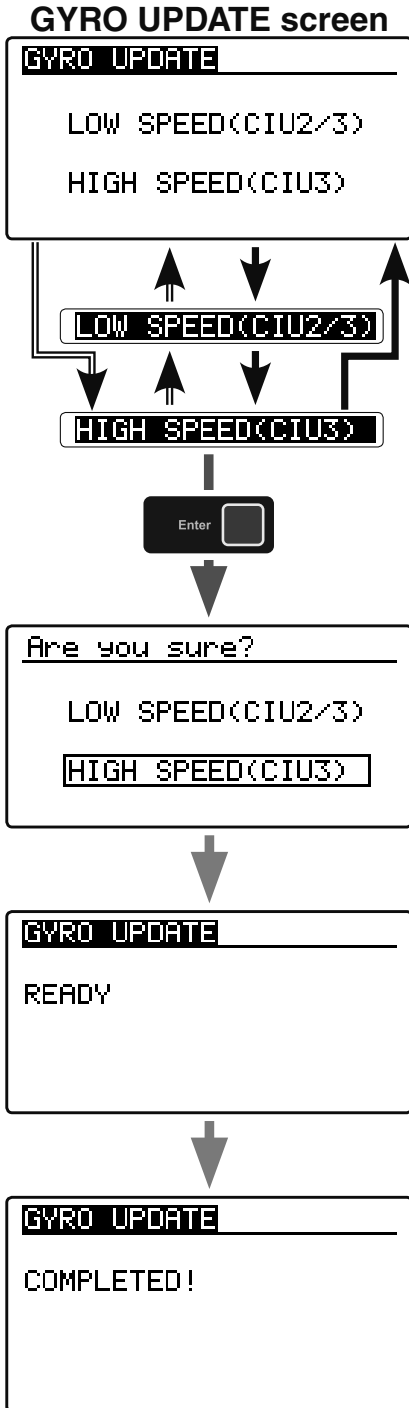 GYRO UPDATE screen
GYRO UPDATE
LOW SPEED(CIU2/3)
HIGH SPEED(CIU3)
LOW SPEED(CIU2/3)
HIGH SPEED(CIU3)
Enter
Are you sure?
LOW SPEED(CIU2/3)
HIGH SPEED(CIU3)
GYRO UPDATE
READY
GYRO UPDATE
COMPLETED!